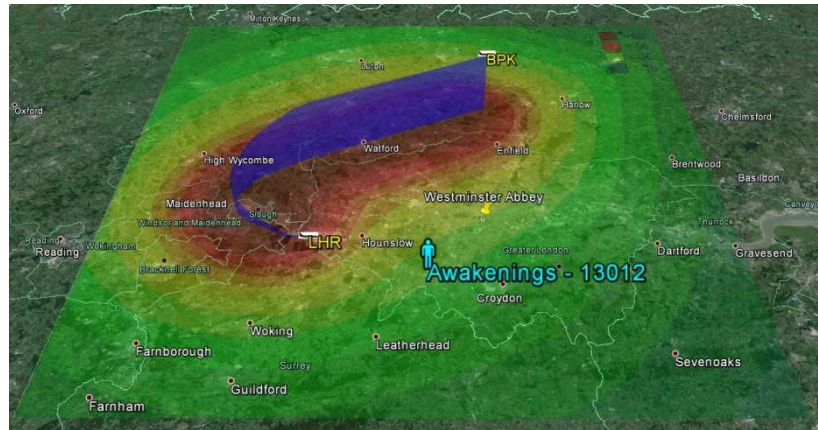 Milton Keynes
Luton
BPK
Oxford
Harlow
Chelmsford
High Wycombe
Watford
Enfield
Brentwood
Basildon
Maidenhead
Slough
Westminster Abbey
Windsor and Maidenhead
Canvey
Thurrock
Reading
Wokingham
LHR
Hounslow
Greater London
Dartford
Gravesend
Reading
Bracknell Forest
Awakenings - 13012
Croydon
Woking
Leatherhead
Farnborough
Surrey
Sevenoaks
Guildford
Farnham